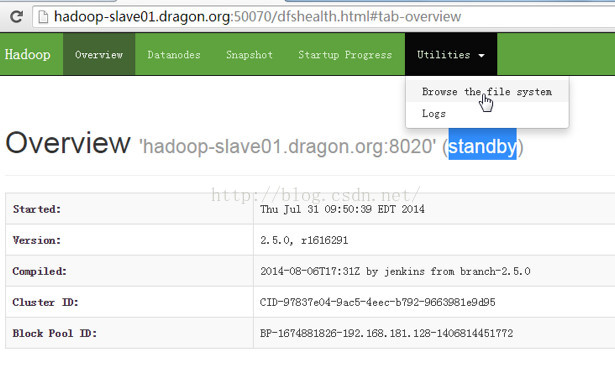 hadoop-slave01.dragon.org:50070/dfshealth.html#tab-overview
Hadoop Overview Datanodes Snapshot Startup Progress Utilities
Browse the file system
Logs
Overview 'hadoop-slave01.dragon.org:8020' (standby)
http://blog.csdn.net/
Started: Thu Jul 31 09:50:39 EDT 2014
Version: 2.5.0, r1616291
Compiled: 2014-08-06T17:31Z by jenkins from branch-2.5.0
Cluster ID: CID-97837e04-9ac5-4eec-b792-9663981e9d95
Block Pool ID: BP-1674881826-192.168.181.128-1406814451772